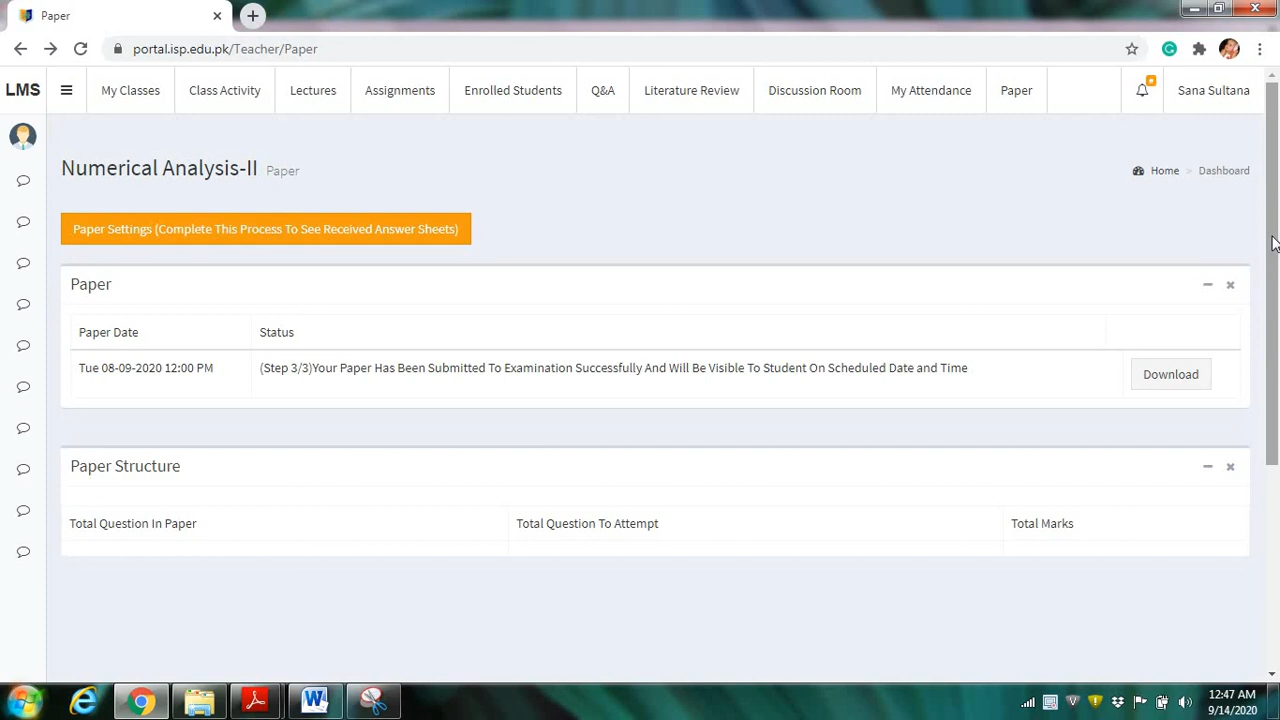 Paper
portal.isp.edu.pk/Teacher/Paper
LMS My Classes Class Activity Lectures Assignments Enrolled Students Q&A Literature Review Discussion Room My Attendance Paper Sana Sultana
Numerical Analysis-II Paper Home > Dashboard
Paper Settings (Complete This Process To See Received Answer Sheets)
Paper
Paper Date Status
Tue 08-09-2020 12:00 PM (Step 3/3)Your Paper Has Been Submitted To Examination Successfully And Will Be Visible To Student On Scheduled Date and Time Download
Paper Structure
Total Question In Paper Total Question To Attempt Total Marks
12:47 AM
9/14/2020